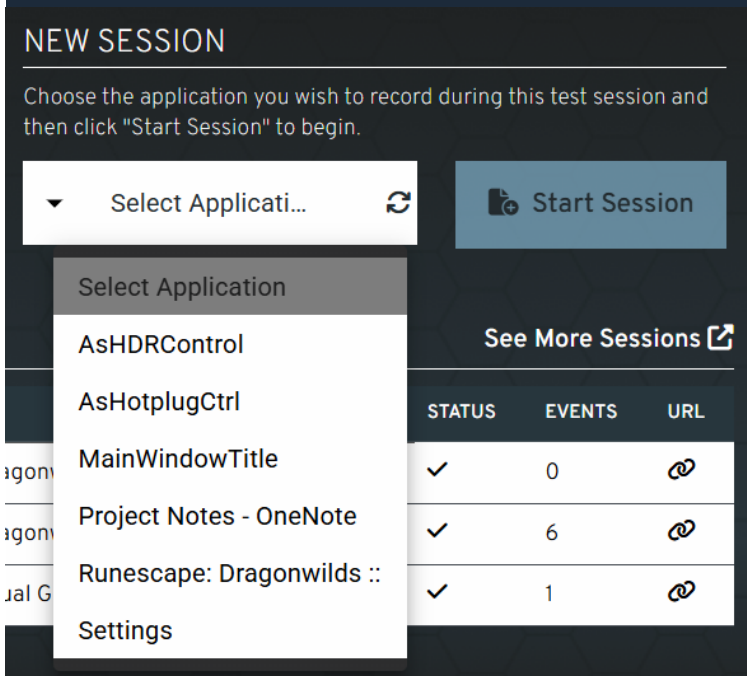 NEW SESSION
Choose the application you wish to record during this test session and
then click "Start Session" to begin.
Select Applicati...
Start Session
Select Application
AsHDRControl
AsHotplugCtrl
MainWindowTitle
Project Notes - OneNote
Runescape: Dragonwilds ::
Settings
See More Sessions
STATUS EVENTS URL
0
6
1